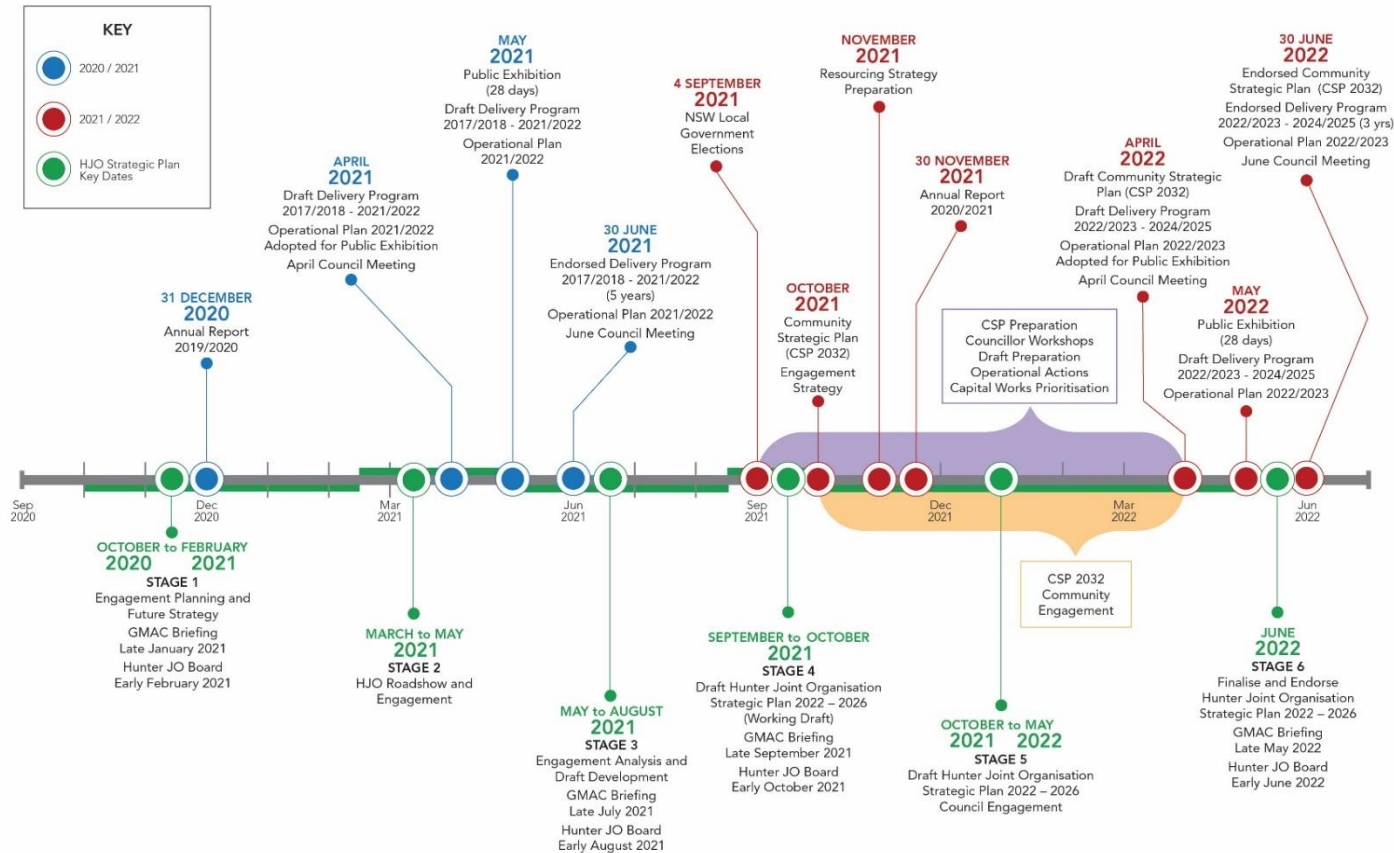 KEY
2020 / 2021
2021 / 2022
HJO Strategic Plan
Key Dates
31 DECEMBER
2020
Annual Report
2019/2020
APRIL
2021
Draft Delivery Program
2017/2018 - 2021/2022
Operational Plan 2021/2022
Adopted for Public Exhibition
April Council Meeting
MAY
2021
Public Exhibition
(28 days)
Draft Delivery Program
2017/2018 - 2021/2022
Operational Plan
2021/2022
30 JUNE
2021
Endorsed Delivery Program
2017/2018 - 2021/2022
(5 years)
Operational Plan 2021/2022
June Council Meeting
4 SEPTEMBER
2021
NSW Local
Government
Elections
OCTOBER
2021
Community
Strategic Plan
(CSP 2032)
Engagement
Strategy
NOVEMBER
2021
Resourcing Strategy
Preparation
30 NOVEMBER
2021
Annual Report
2020/2021
APRIL
2022
Draft Community Strategic
Plan (CSP 2032)
Draft Delivery Program
2022/2023 - 2024/2025
Operational Plan 2022/2023
Adopted for Public Exhibition
April Council Meeting
MAY
2022
Public Exhibition
(28 days)
Draft Delivery Program
2022/2023 - 2024/2025
Operational Plan 2022/2023
30 JUNE
2022
Endorsed Community
Strategic Plan (CSP 2032)
Endorsed Delivery Program
2022/2023 - 2024/2025 (3 yrs)
Operational Plan 2022/2023
June Council Meeting
CSP Preparation
Councillor Workshops
Draft Preparation
Operational Actions
Capital Works Prioritisation
Sep
2020
Dec
2020
Mar
2021
Jun
2021
Sep
2021
Dec
2021
Mar
2022
Jun
2022
OCTOBER to FEBRUARY
2020 2021
STAGE 1
Engagement Planning and
Future Strategy
GMAC Briefing
Late January 2021
Hunter JO Board
Early February 2021
MARCH to MAY
2021
STAGE 2
HJO Roadshow and
Engagement
MAY to AUGUST
2021
STAGE 3
Engagement Analysis and
Draft Development
GMAC Briefing
Late July 2021
Hunter JO Board
Early August 2021
SEPTEMBER to OCTOBER
2021
STAGE 4
Draft Hunter Joint Organisation
Strategic Plan 2022 – 2026
(Working Draft)
GMAC Briefing
Late September 2021
Hunter JO Board
Early October 2021
OCTOBER to MAY
2021 2022
STAGE 5
Draft Hunter Joint Organisation
Strategic Plan 2022 – 2026
Council Engagement
CSP 2032
Community
Engagement
JUNE
2022
STAGE 6
Finalise and Endorse
Hunter Joint Organisation
Strategic Plan 2022 – 2026
GMAC Briefing
Late May 2022
Hunter JO Board
Early June 2022